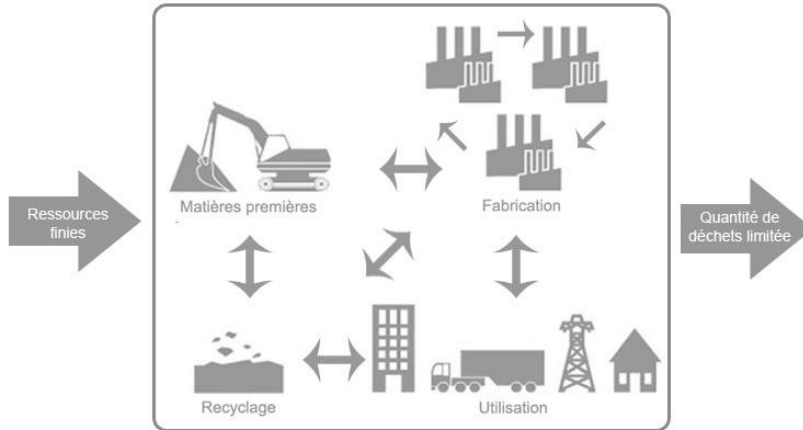 Ressources
finies
Matières premières
Fabrication
Quantité de
déchets limitée
Recyclage
Utilisation